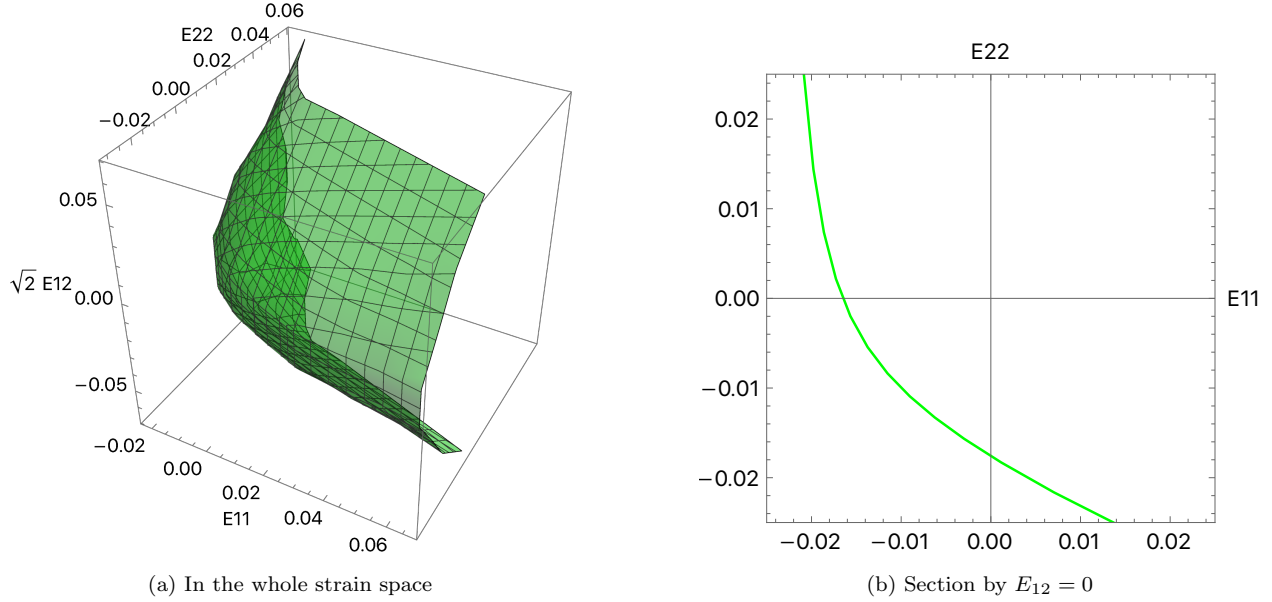 0.06
E22 0.04
0.02
0.00
−0.02
0.05
√2 E12
0.00
−0.05
−0.02
0.00
0.02
E11
0.04
0.06
(a) In the whole strain space
E22
0.02
0.01
0.00
E11
−0.01
−0.02
−0.02 −0.01 0.00 0.01 0.02
(b) Section by E₁₂ = 0